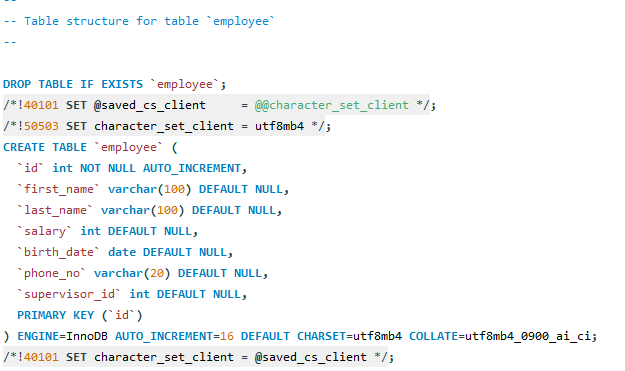 --
-- Table structure for table `employee`
--
DROP TABLE IF EXISTS `employee`;
/*!40101 SET @saved_cs_client     = @@character_set_client */;
/*!50503 SET character_set_client = utf8mb4 */;
CREATE TABLE `employee` (
  `id` int NOT NULL AUTO_INCREMENT,
  `first_name` varchar(100) DEFAULT NULL,
  `last_name` varchar(100) DEFAULT NULL,
  `salary` int DEFAULT NULL,
  `birth_date` date DEFAULT NULL,
  `phone_no` varchar(20) DEFAULT NULL,
  `supervisor_id` int DEFAULT NULL,
  PRIMARY KEY (`id`)
) ENGINE=InnoDB AUTO_INCREMENT=16 DEFAULT CHARSET=utf8mb4 COLLATE=utf8mb4_0900_ai_ci;
/*!40101 SET character_set_client = @saved_cs_client */;